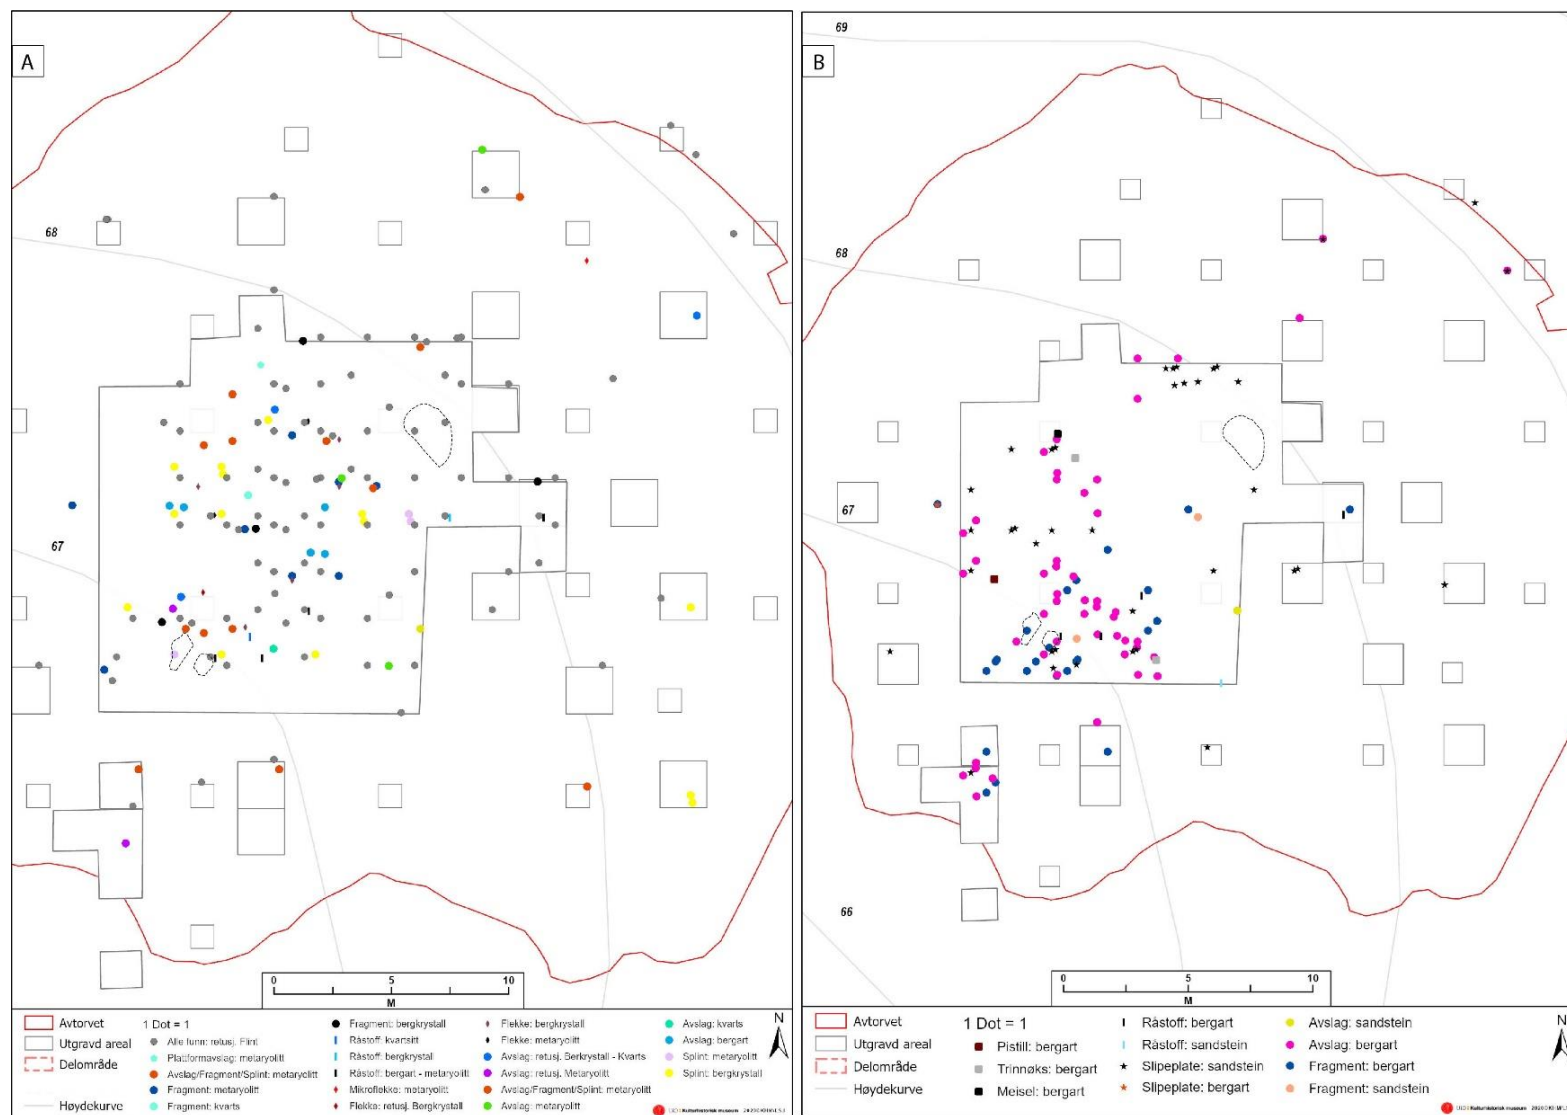 A
68
67
0 5 10
M
Avtorvet
Utgravd areal
Delområde
Høydekurve
1 Dot = 1
Alle funn: retusj. Flint
Plattformavslag: metaryolitt
Avslag/Fragment/Splint: metaryolitt
Fragment: metaryolitt
Fragment: kvarts
Fragment: bergkrystall
Råstoff: kvartsitt
Råstoff: bergkrystal
Råstoff: bergart - metaryolitt
Mikroflekke: metaryolitt
Flekke: retusj. Bergkrystall
Flekke: bergkrystall
Flekke: metaryolitt
Avslag: retusj. Berkrystall - Kvarts
Avslag: retusj. Metaryolitt
Avslag/Fragment/Splint: metaryolitt
Avslag: metaryolitt
Avslag: kvarts
Avslag: bergart
Splint: metaryolitt
Splint: bergkrystall
N
Kulturhistorisk museum
B
69
68
67
66
0 5 10
M
Avtorvet
Utgravd areal
Delområde
Høydekurve
1 Dot = 1
Pistill: bergart
Trinnøks: bergart
Meisel: bergart
Råstoff: bergart
Råstoff: sandstein
Slipeplate: sandstein
Slipeplate: bergart
Avslag: sandstein
Avslag: bergart
Fragment: bergart
Fragment: sandstein
N
Kulturhistorisk museum